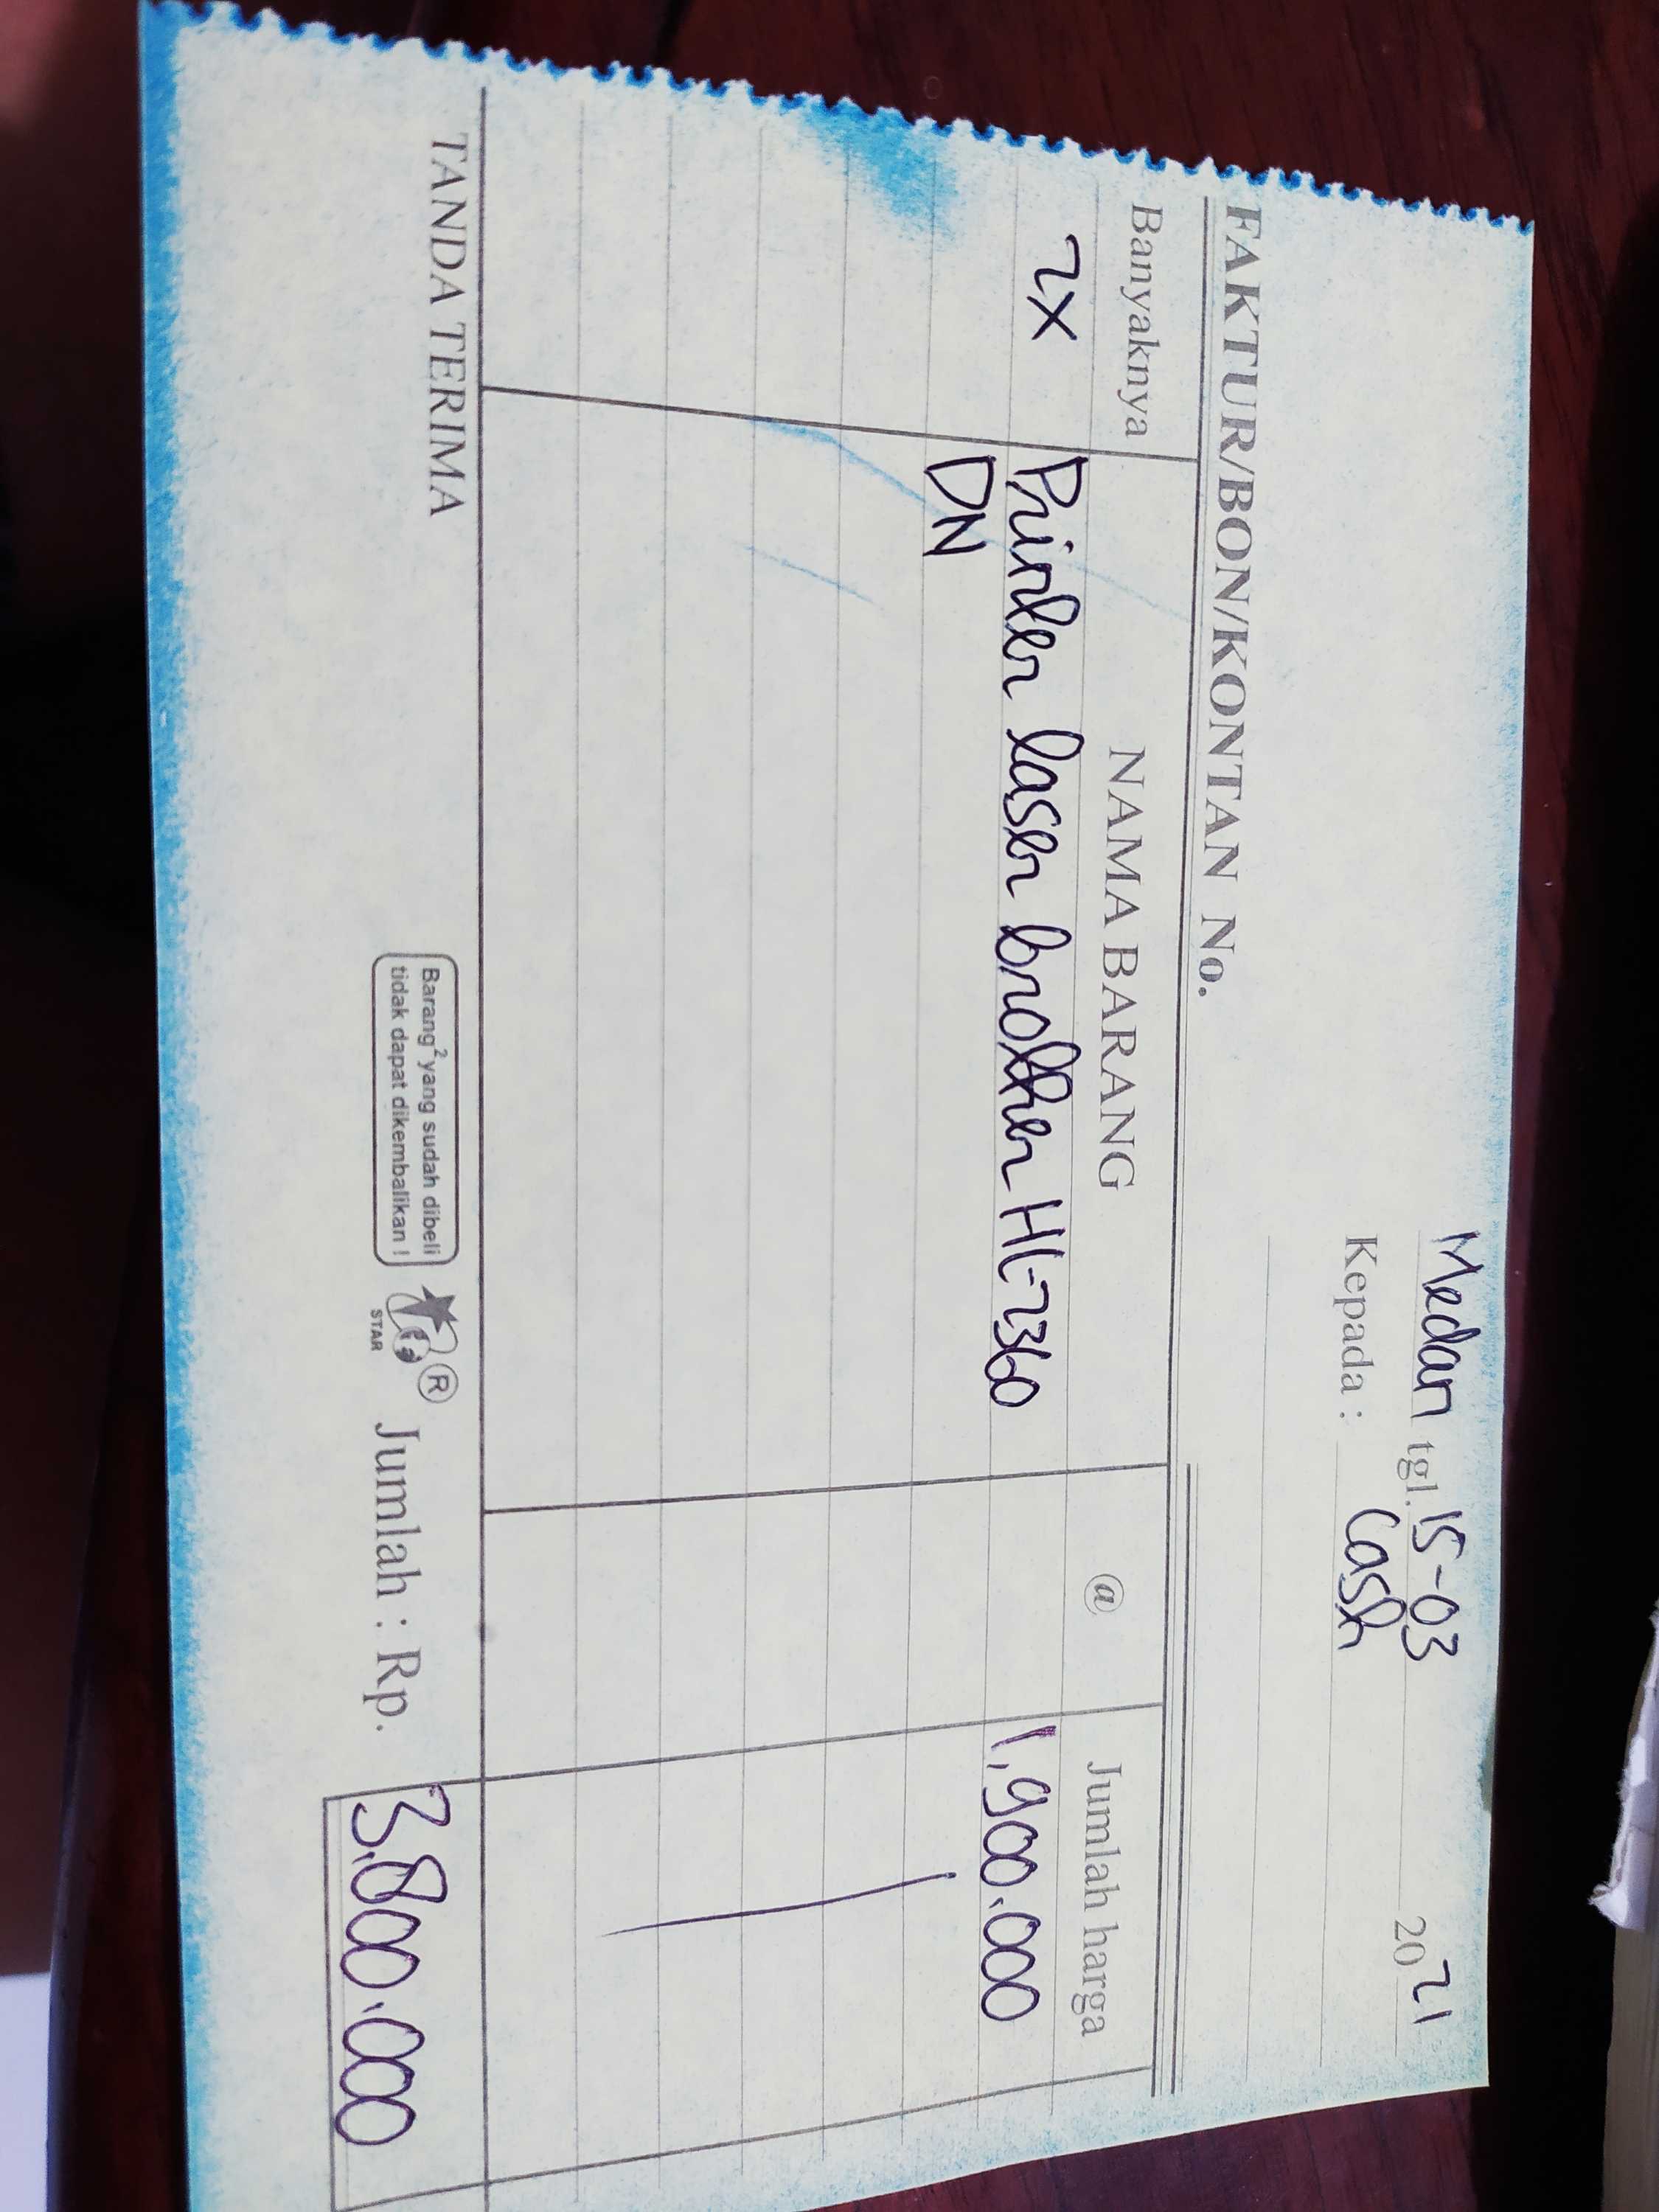 Medan tgl. 15-03 2021
Kepada : Cash
FAKTUR/BON/KONTAN No.
Banyaknya NAMA BARANG @ Jumlah harga
2x Printer laser brother HL-2360 1,900.000
DN
TANDA TERIMA
Barang² yang sudah dibeli
tidak dapat dikembalikan !
STAR
®
Jumlah : Rp. 3,800.000